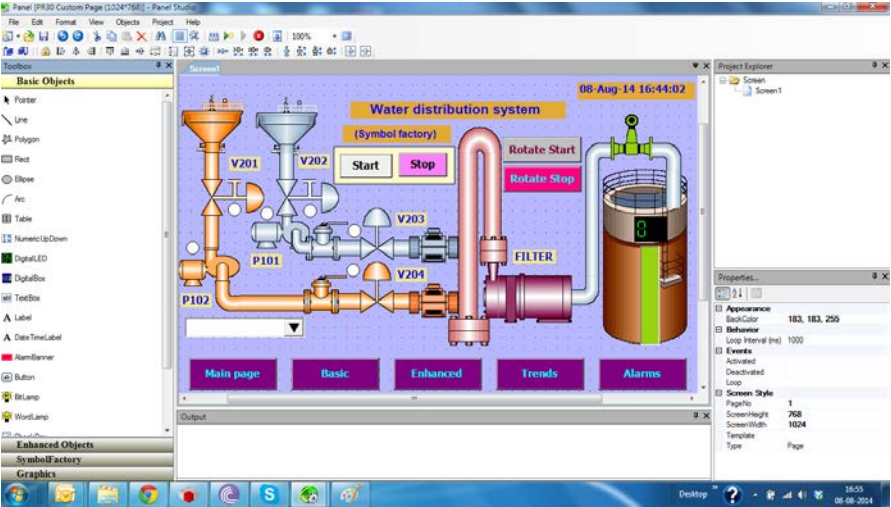 Panel [PR30 Custom Page (1024*768)] - Panel Studio
File Edit Format View Objects Project Help
100%
Toolbox
Basic Objects
Pointer
Line
Polygon
Rect
Ellipse
Arc
Table
NumericUpDown
DigitalLED
DigitalBox
TextBox
Label
DateTimeLabel
AlarmBanner
Button
BitLamp
WordLamp
Enhanced Objects
SymbolFactory
Graphics
Screen1
08-Aug-14 16:44:02
Water distribution system
(Symbol factory)
Start
Stop
Rotate Start
Rotate Stop
V201
V202
V203
V204
P101
P102
FILTER
8
Main page
Basic
Enhanced
Trends
Alarms
Output
Project Explorer
Screen
Screen1
Properties...
Appearance
BackColor 183, 183, 255
Behavior
Loop Interval (ms) 1000
Events
Activated
Deactivated
Loop
Screen Style
PageNo 1
ScreenHeight 768
ScreenWidth 1024
Template
Type Page
Desktop
16:55
08-08-2014